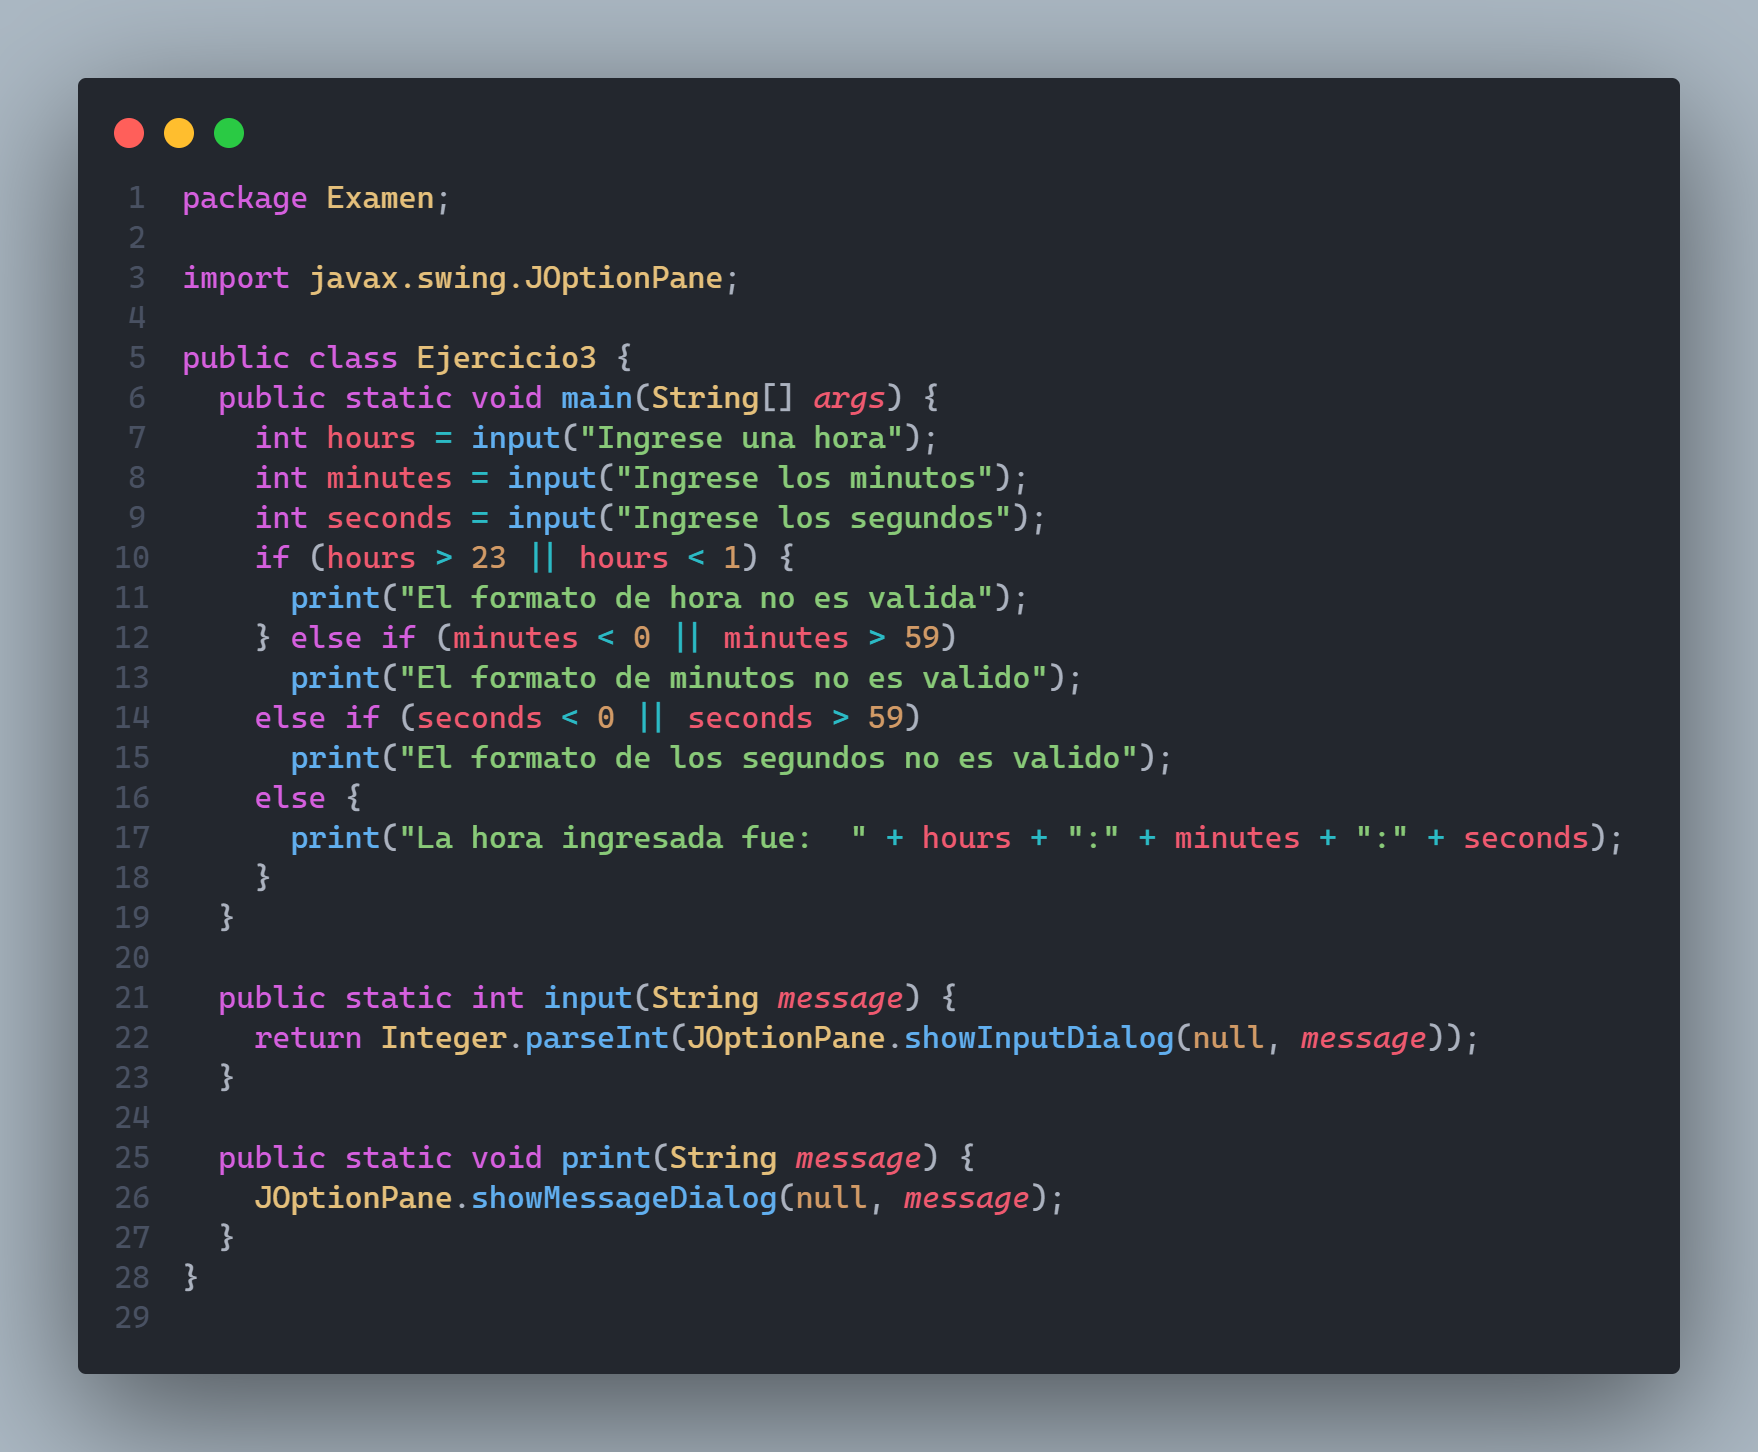 1 package Examen;
2
3 import javax.swing.JOptionPane;
4
5 public class Ejercicio3 {
6   public static void main(String[] args) {
7     int hours = input("Ingrese una hora");
8     int minutes = input("Ingrese los minutos");
9     int seconds = input("Ingrese los segundos");
10     if (hours > 23 || hours < 1) {
11       print("El formato de hora no es valida");
12     } else if (minutes < 0 || minutes > 59)
13       print("El formato de minutos no es valido");
14     else if (seconds < 0 || seconds > 59)
15       print("El formato de los segundos no es valido");
16     else {
17       print("La hora ingresada fue:  " + hours + ":" + minutes + ":" + seconds);
18     }
19   }
20
21   public static int input(String message) {
22     return Integer.parseInt(JOptionPane.showInputDialog(null, message));
23   }
24
25   public static void print(String message) {
26     JOptionPane.showMessageDialog(null, message);
27   }
28 }
29